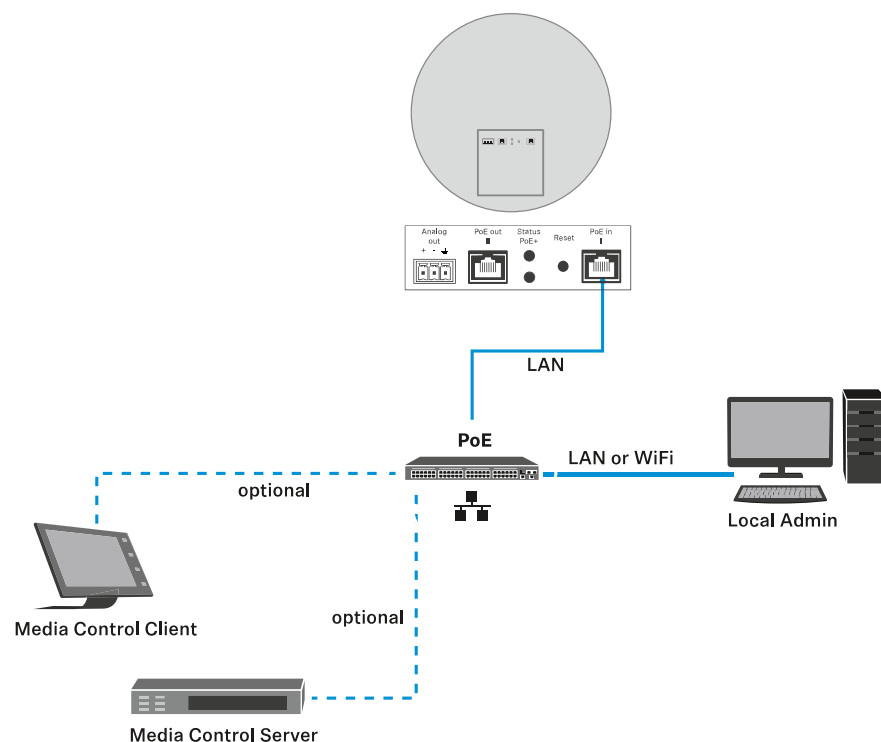 Analog
out
+ - ⏚
PoE out
II
Status
PoE+
Reset
PoE in
I
LAN
PoE
LAN or WiFi
optional
Local Admin
Media Control Client
optional
Media Control Server